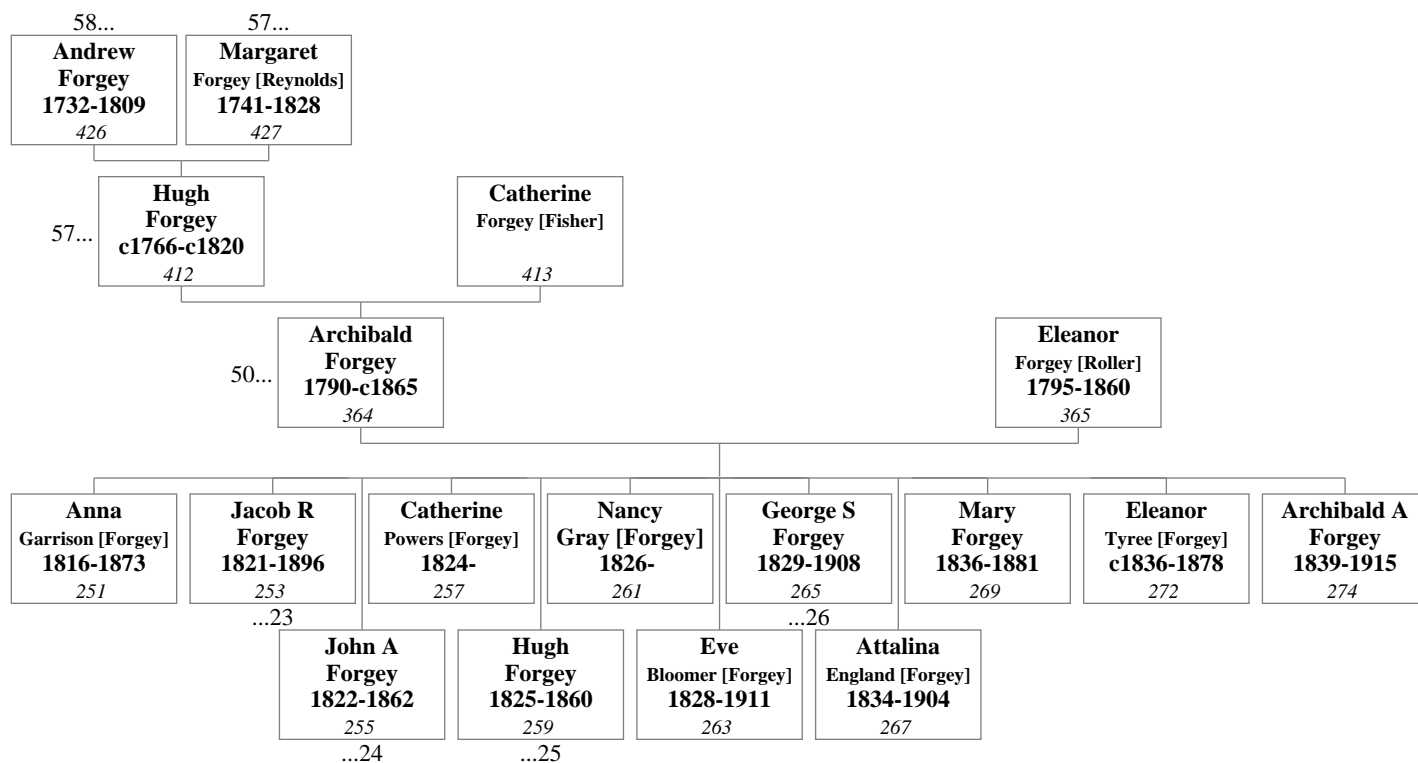 58...
57...
Andrew
Forgey
1732-1809
426
Margaret
Forgey [Reynolds]
1741-1828
427
57...
Hugh
Forgey
c1766-c1820
412
Catherine
Forgey [Fisher]
413
50...
Archibald
Forgey
1790-c1865
364
Eleanor
Forgey [Roller]
1795-1860
365
Anna
Garrison [Forgey]
1816-1873
251
Jacob R
Forgey
1821-1896
253
...23
Catherine
Powers [Forgey]
1824-
257
Nancy
Gray [Forgey]
1826-
261
George S
Forgey
1829-1908
265
...26
Mary
Forgey
1836-1881
269
Eleanor
Tyree [Forgey]
c1836-1878
272
Archibald A
Forgey
1839-1915
274
John A
Forgey
1822-1862
255
...24
Hugh
Forgey
1825-1860
259
...25
Eve
Bloomer [Forgey]
1828-1911
263
Attalina
England [Forgey]
1834-1904
267